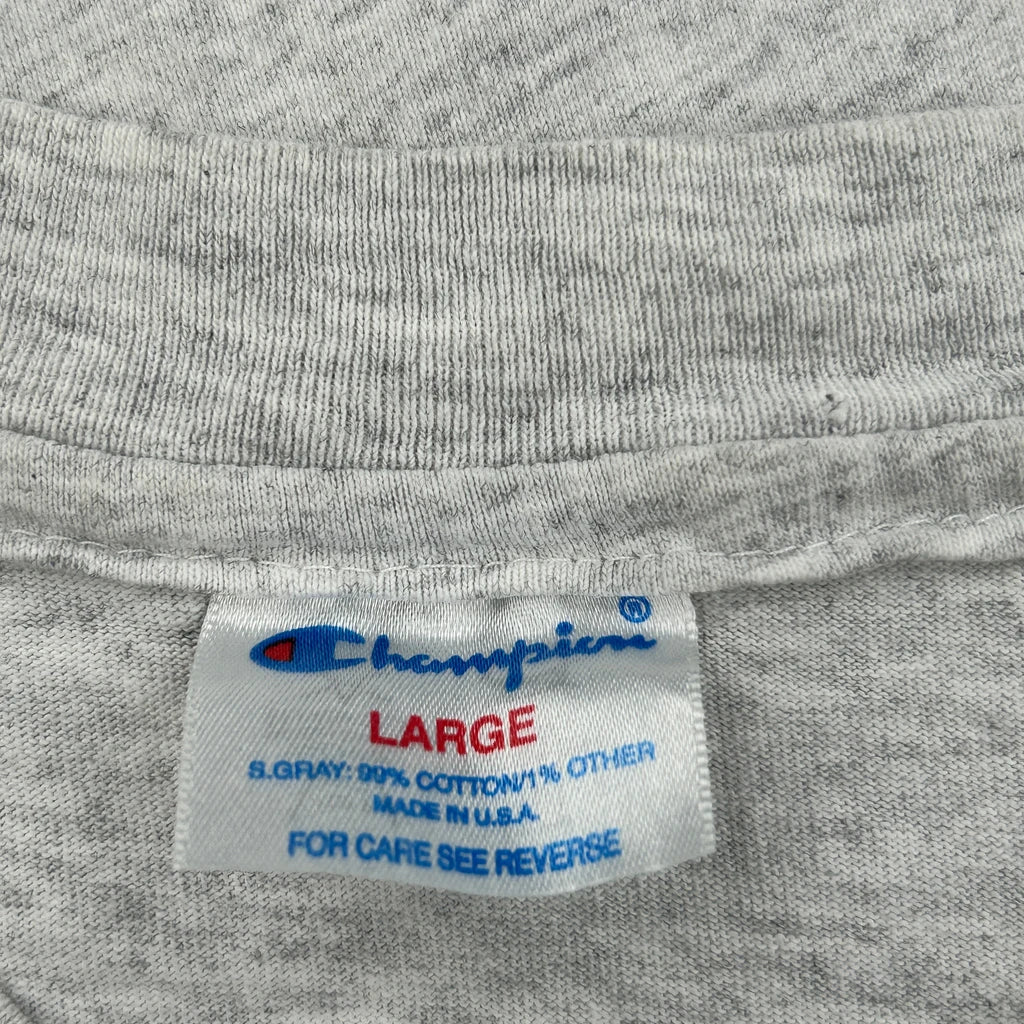 Champion®
LARGE
S.GRAY: 99% COTTON/1% OTHER
MADE IN U.S.A.
FOR CARE SEE REVERSE